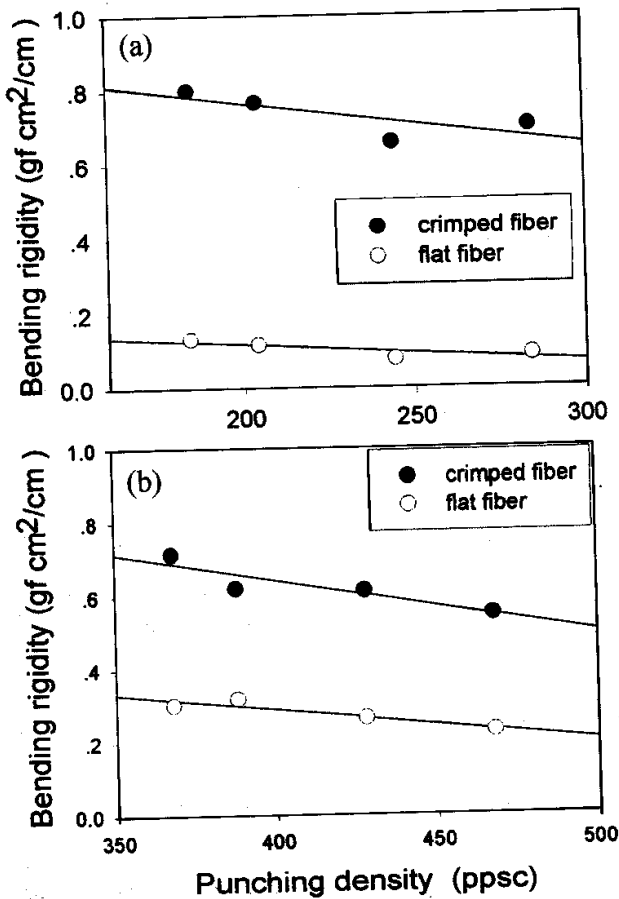 1.0
(a)
.8
.6
.4
.2
0.0
Bending rigidity (gf cm²/cm)
crimped fiber
flat fiber
200
250
300
1.0
(b)
.8
.6
.4
.2
0.0
Bending rigidity (gf cm²/cm)
crimped fiber
flat fiber
350
400
450
500
Punching density (ppsc)